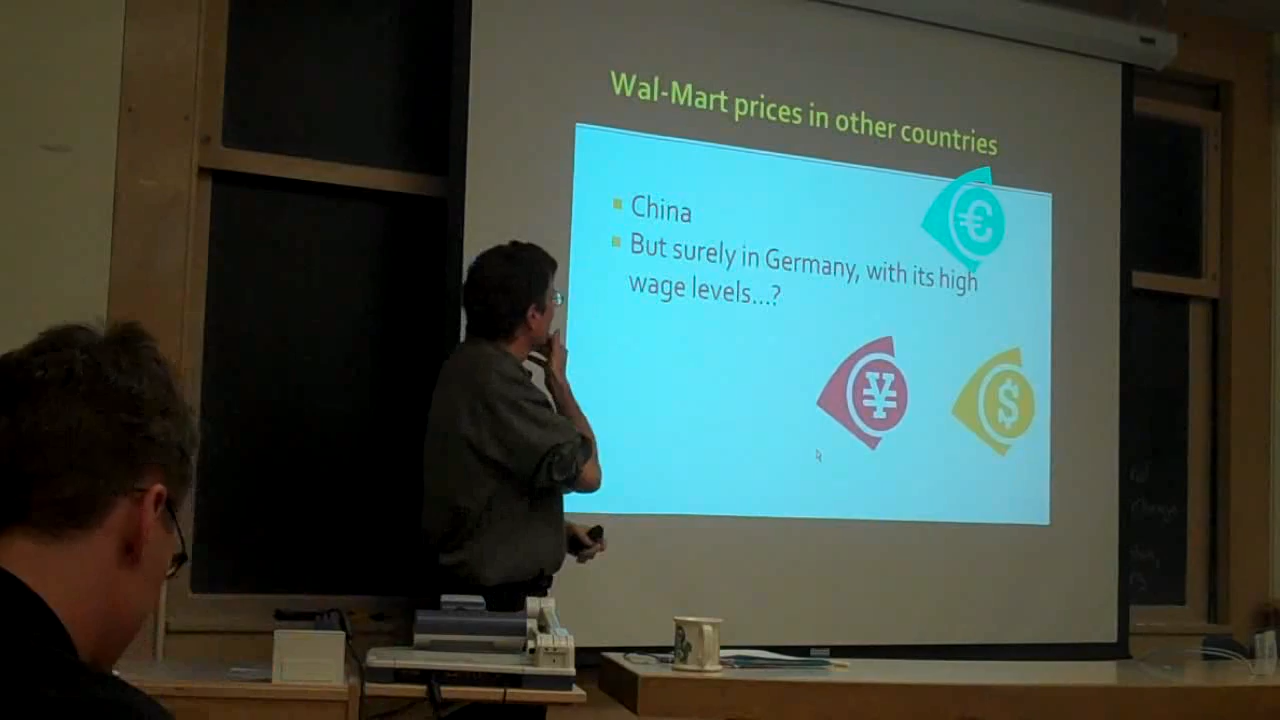 Wal-Mart prices in other countries
China
But surely in Germany, with its high
wage levels...?
€
¥
$